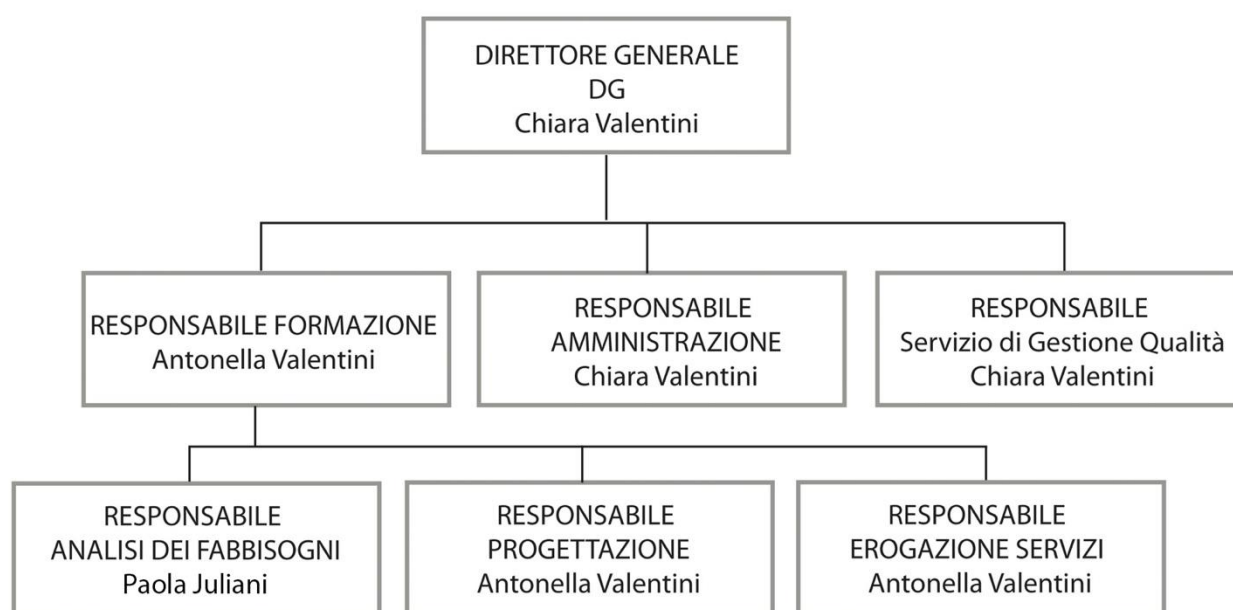 DIRETTORE GENERALE
DG
Chiara Valentini
RESPONSABILE FORMAZIONE
Antonella Valentini
RESPONSABILE
AMMINISTRAZIONE
Chiara Valentini
RESPONSABILE
Servizio di Gestione Qualità
Chiara Valentini
RESPONSABILE
ANALISI DEI FABBISOGNI
Paola Juliani
RESPONSABILE
PROGETTAZIONE
Antonella Valentini
RESPONSABILE
EROGAZIONE SERVIZI
Antonella Valentini